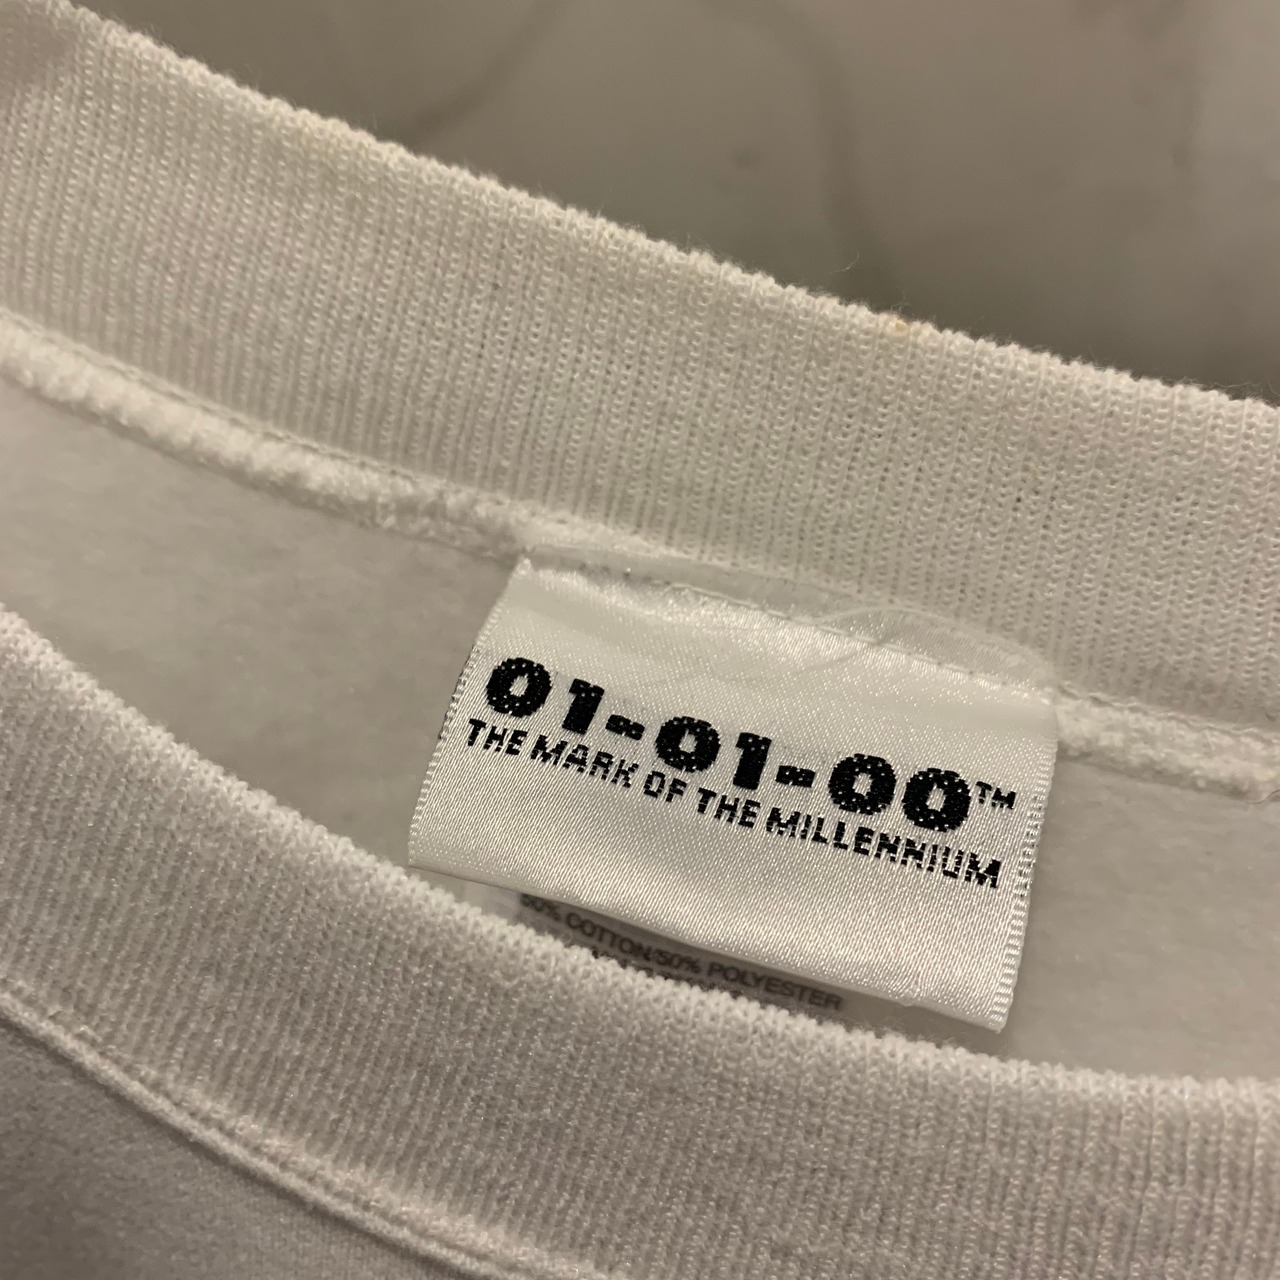 01-01-00™
THE MARK OF THE MILLENNIUM
50% COTTON/50% POLYESTER